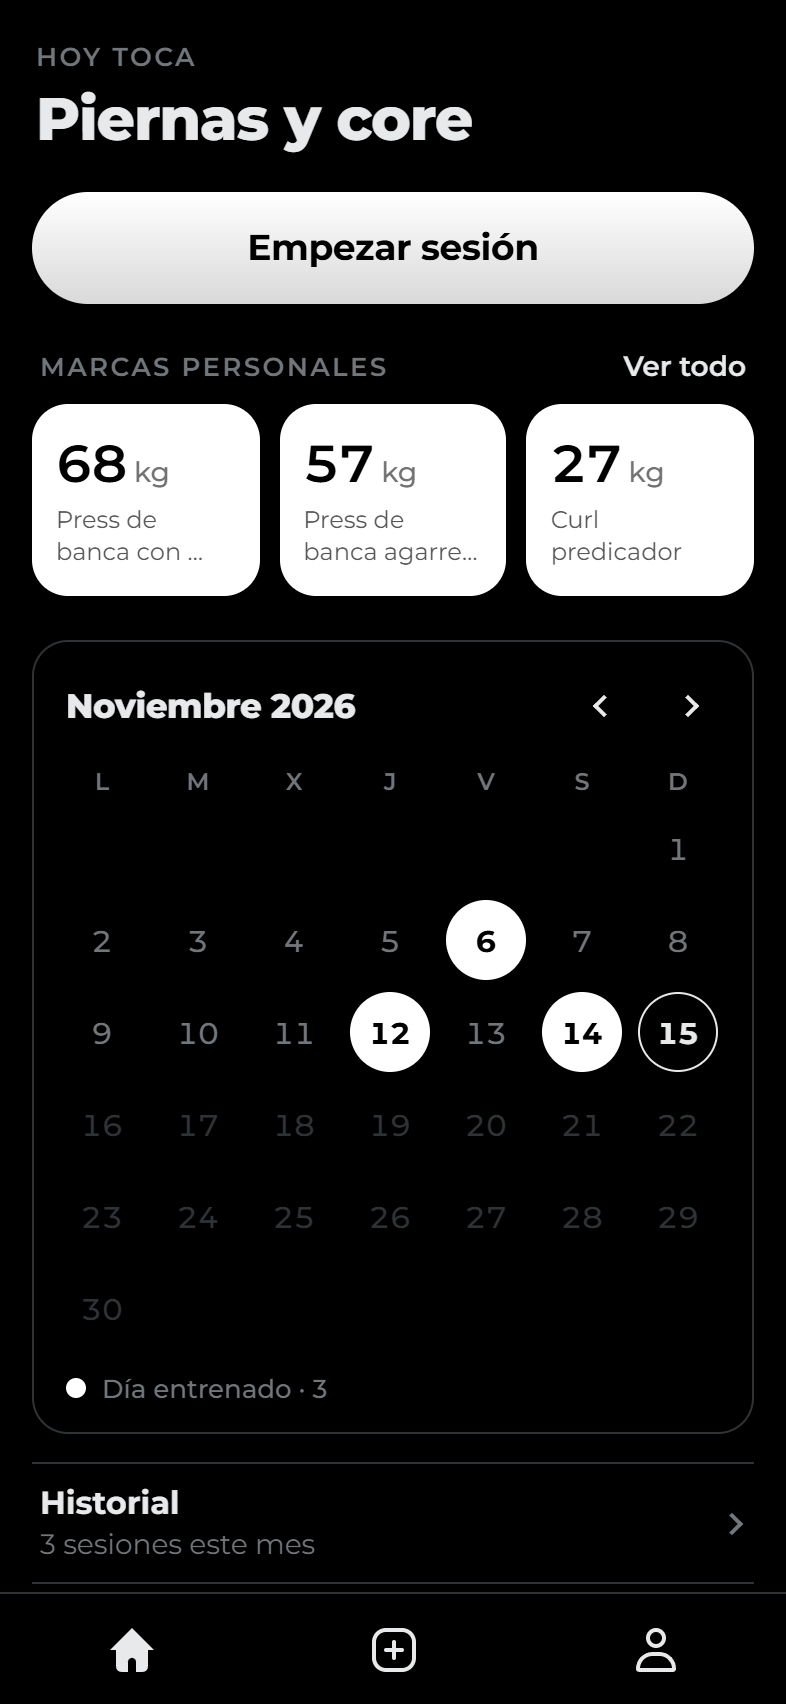 HOY TOCA
Piernas y core
Empezar sesión
MARCAS PERSONALES Ver todo
68 kg
Press de
banca con ...
57 kg
Press de
banca agarre...
27 kg
Curl
predicador
Noviembre 2026
L M X J V S D
1
2 3 4 5 6 7 8
9 10 11 12 13 14 15
16 17 18 19 20 21 22
23 24 25 26 27 28 29
30
Día entrenado · 3
Historial
3 sesiones este mes